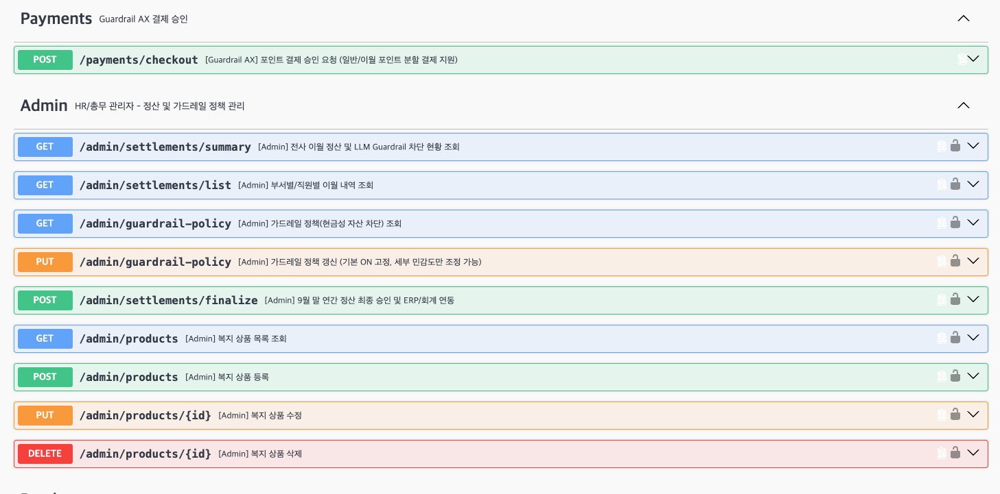 Payments Guardrail AX 결제 승인
POST /payments/checkout [Guardrail AX] 포인트 결제 승인 요청 (일반/이월 포인트 분할 결제 지원)
Admin HR/총무 관리자 - 정산 및 가드레일 정책 관리
GET /admin/settlements/summary [Admin] 전사 이월 정산 및 LLM Guardrail 차단 현황 조회
GET /admin/settlements/list [Admin] 부서별/직원별 이월 내역 조회
GET /admin/guardrail-policy [Admin] 가드레일 정책(현금성 자산 차단) 조회
PUT /admin/guardrail-policy [Admin] 가드레일 정책 갱신 (기본 ON 고정, 세부 민감도만 조정 가능)
POST /admin/settlements/finalize [Admin] 9월 말 연간 정산 최종 승인 및 ERP/회계 연동
GET /admin/products [Admin] 복지 상품 목록 조회
POST /admin/products [Admin] 복지 상품 등록
PUT /admin/products/{id} [Admin] 복지 상품 수정
DELETE /admin/products/{id} [Admin] 복지 상품 삭제